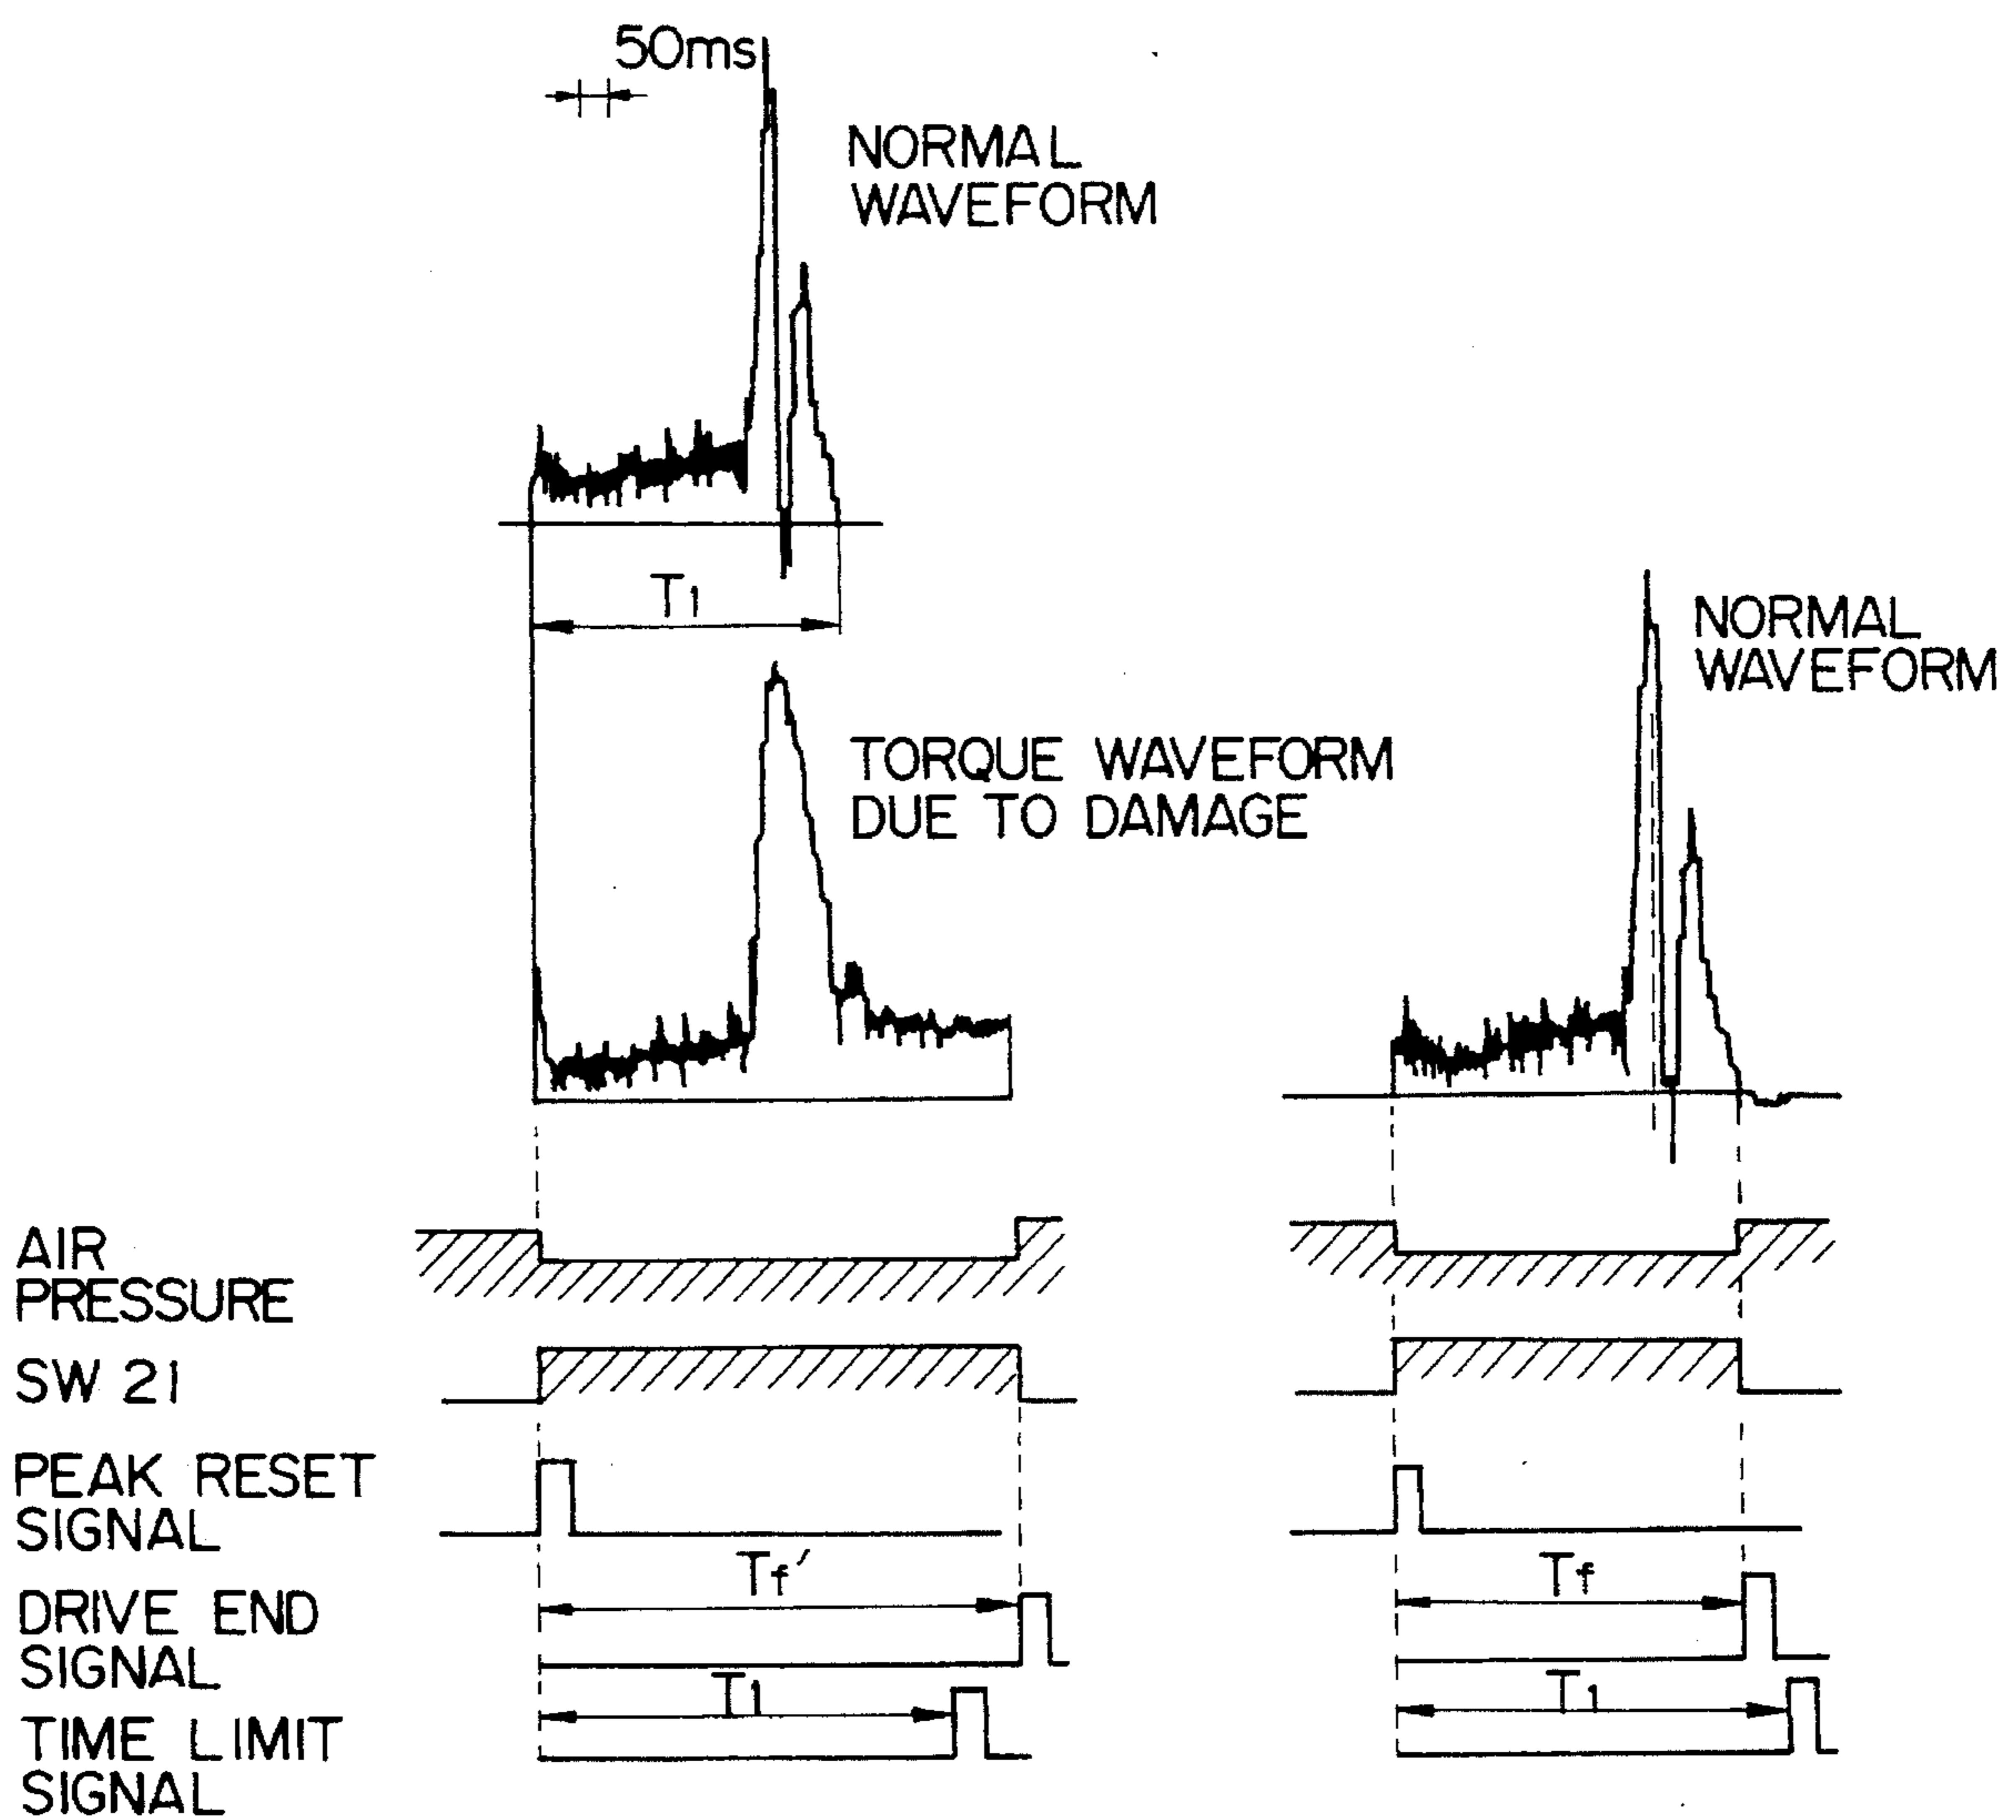 50ms
NORMAL
WAVEFORM
T1
NORMAL
WAVEFORM
TORQUE WAVEFORM
DUE TO DAMAGE
AIR
PRESSURE
SW 21
PEAK RESET
SIGNAL
Tf'
Tf
DRIVE END
SIGNAL
T1
T1
TIME LIMIT
SIGNAL